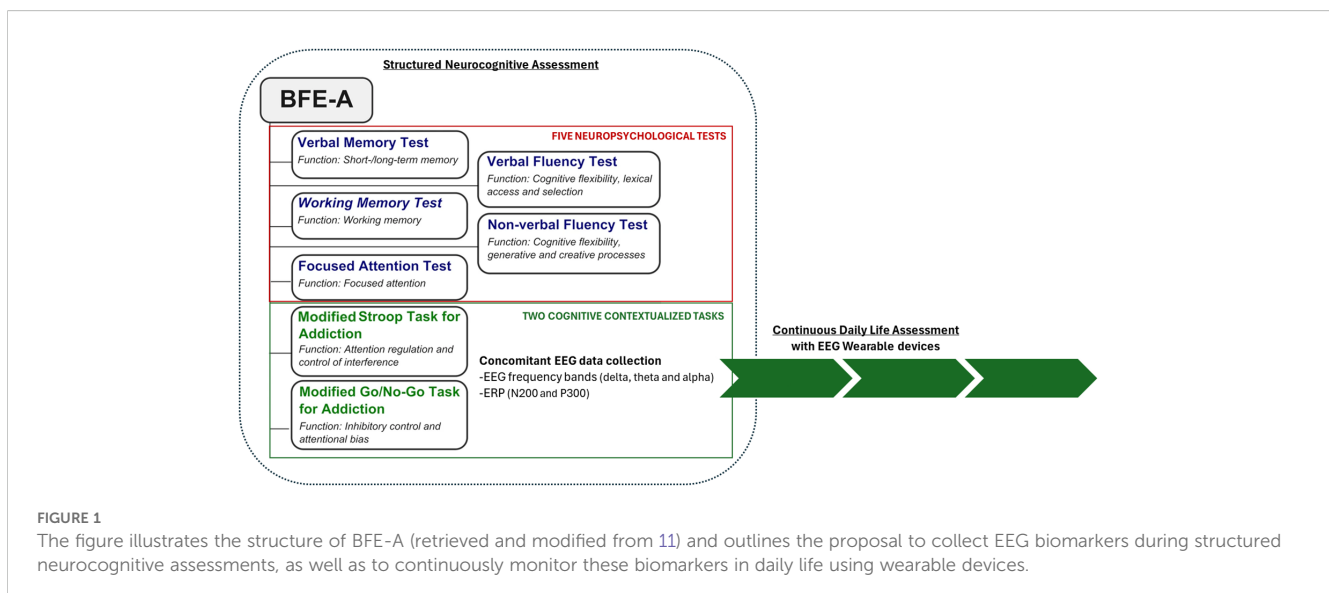 Structured Neurocognitive Assessment
BFE-A
FIVE NEUROPSYCHOLOGICAL TESTS
Verbal Memory Test
Function: Short-/long-term memory
Verbal Fluency Test
Function: Cognitive flexibility, lexical
access and selection
Working Memory Test
Function: Working memory
Non-verbal Fluency Test
Function: Cognitive flexibility,
generative and creative processes
Focused Attention Test
Function: Focused attention
TWO COGNITIVE CONTEXTUALIZED TASKS
Modified Stroop Task for
Addiction
Function: Attention regulation and
control of interference
Concomitant EEG data collection
-EEG frequency bands (delta, theta and alpha)
-ERP (N200 and P300)
Modified Go/No-Go Task
for Addiction
Function: Inhibitory control and
attentional bias
Continuous Daily Life Assessment
with EEG Wearable devices
FIGURE 1
The figure illustrates the structure of BFE-A (retrieved and modified from 11) and outlines the proposal to collect EEG biomarkers during structured
neurocognitive assessments, as well as to continuously monitor these biomarkers in daily life using wearable devices.